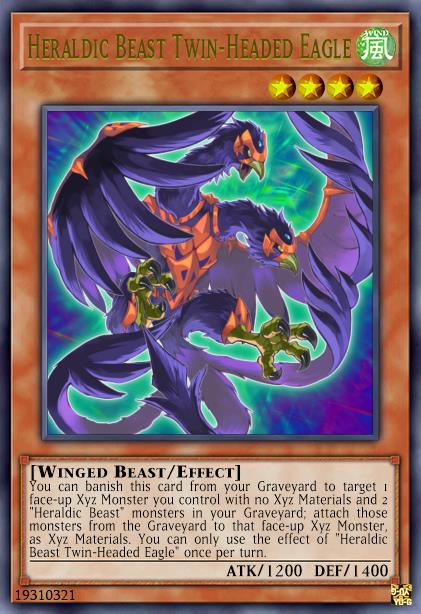 Heraldic Beast Twin-Headed Eagle
WIND
風
[Winged Beast/Effect]
You can banish this card from your Graveyard to target 1
face-up Xyz Monster you control with no Xyz Materials and 2
"Heraldic Beast" monsters in your Graveyard; attach those
monsters from the Graveyard to that face-up Xyz Monster,
as Xyz Materials. You can only use the effect of "Heraldic
Beast Twin-Headed Eagle" once per turn.
ATK/1200 DEF/1400
19310321